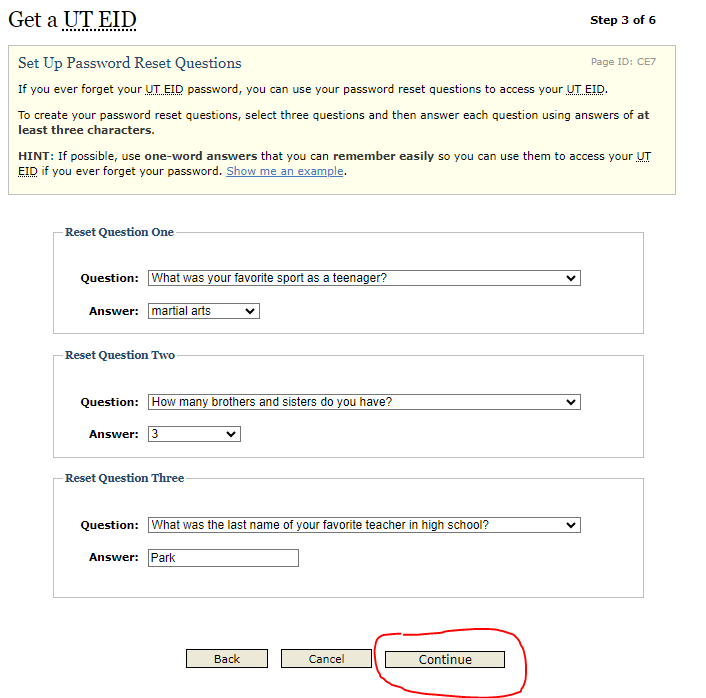 Get a UT EID
Step 3 of 6
Set Up Password Reset Questions
Page ID: CE7
If you ever forget your UT EID password, you can use your password reset questions to access your UT EID.
To create your password reset questions, select three questions and then answer each question using answers of at
least three characters.
HINT: If possible, use one-word answers that you can remember easily so you can use them to access your UT
EID if you ever forget your password. Show me an example.
Reset Question One
Question: What was your favorite sport as a teenager?
Answer: martial arts
Reset Question Two
Question: How many brothers and sisters do you have?
Answer: 3
Reset Question Three
Question: What was the last name of your favorite teacher in high school?
Answer: Park
Back Cancel Continue